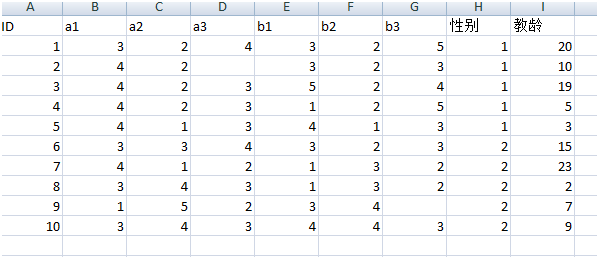 A B C D E F G H I
ID a1 a2 a3 b1 b2 b3 性别 教龄
1 3 2 4 3 2 5 1 20
2 4 2 3 2 3 1 10
3 4 2 3 5 2 4 1 19
4 4 2 3 1 2 5 1 5
5 4 1 3 4 1 3 1 3
6 3 3 4 3 2 3 2 15
7 4 1 2 1 3 2 2 23
8 3 4 3 1 3 2 2 2
9 1 5 2 3 4 2 7
10 3 4 3 4 4 3 2 9